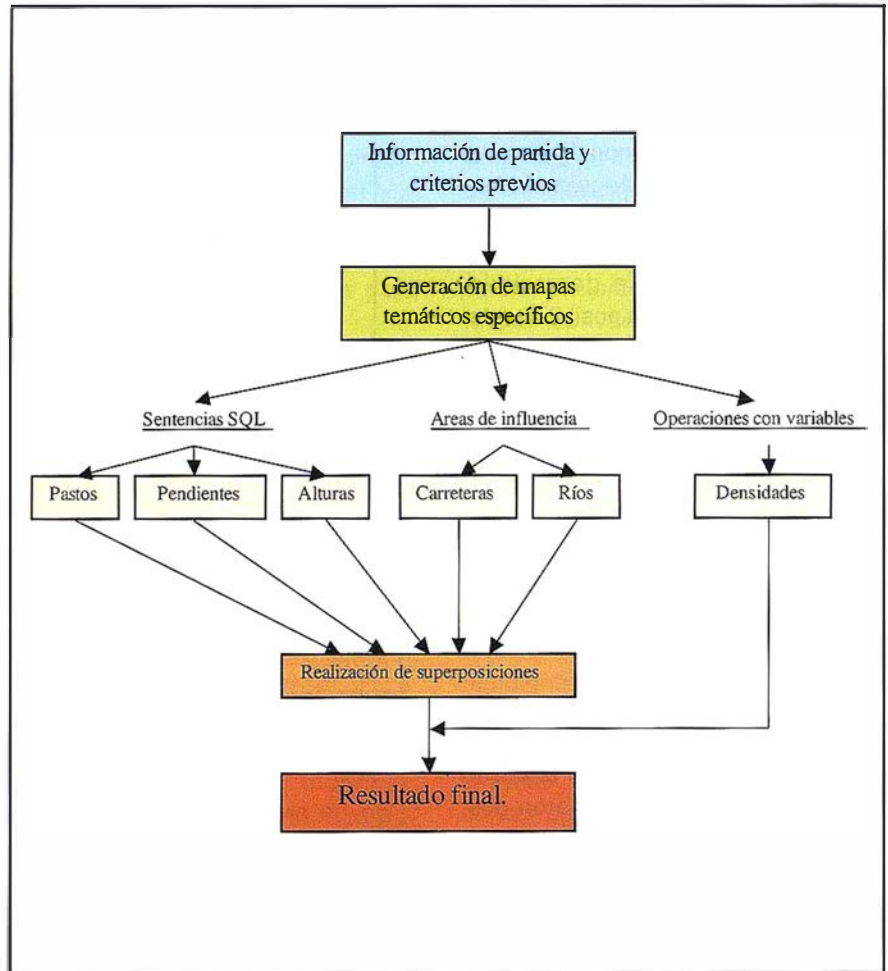 Información de partida y
criterios previos
Generación de mapas
temáticos específicos
Sentencias SQL
Areas de influencia
Operaciones con variables
Pastos
Pendientes
Alturas
Carreteras
Ríos
Densidades
Realización de superposiciones
Resultado final.